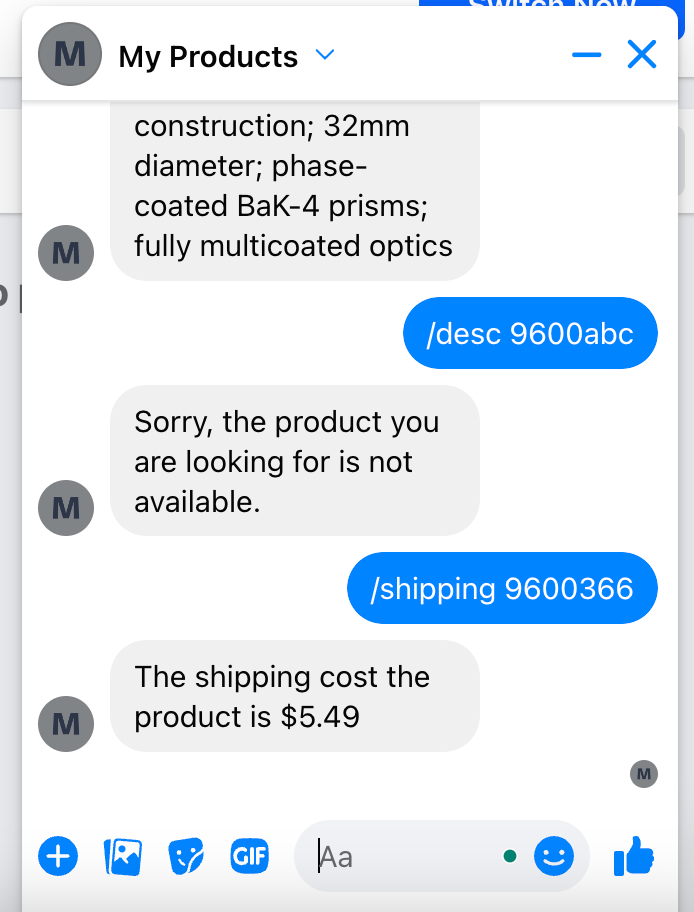 Switch Now
M
My Products
construction; 32mm
diameter; phase-
coated BaK-4 prisms;
fully multicoated optics
M
/desc 9600abc
Sorry, the product you
are looking for is not
available.
M
/shipping 9600366
The shipping cost the
product is $5.49
M
M
GIF
Aa